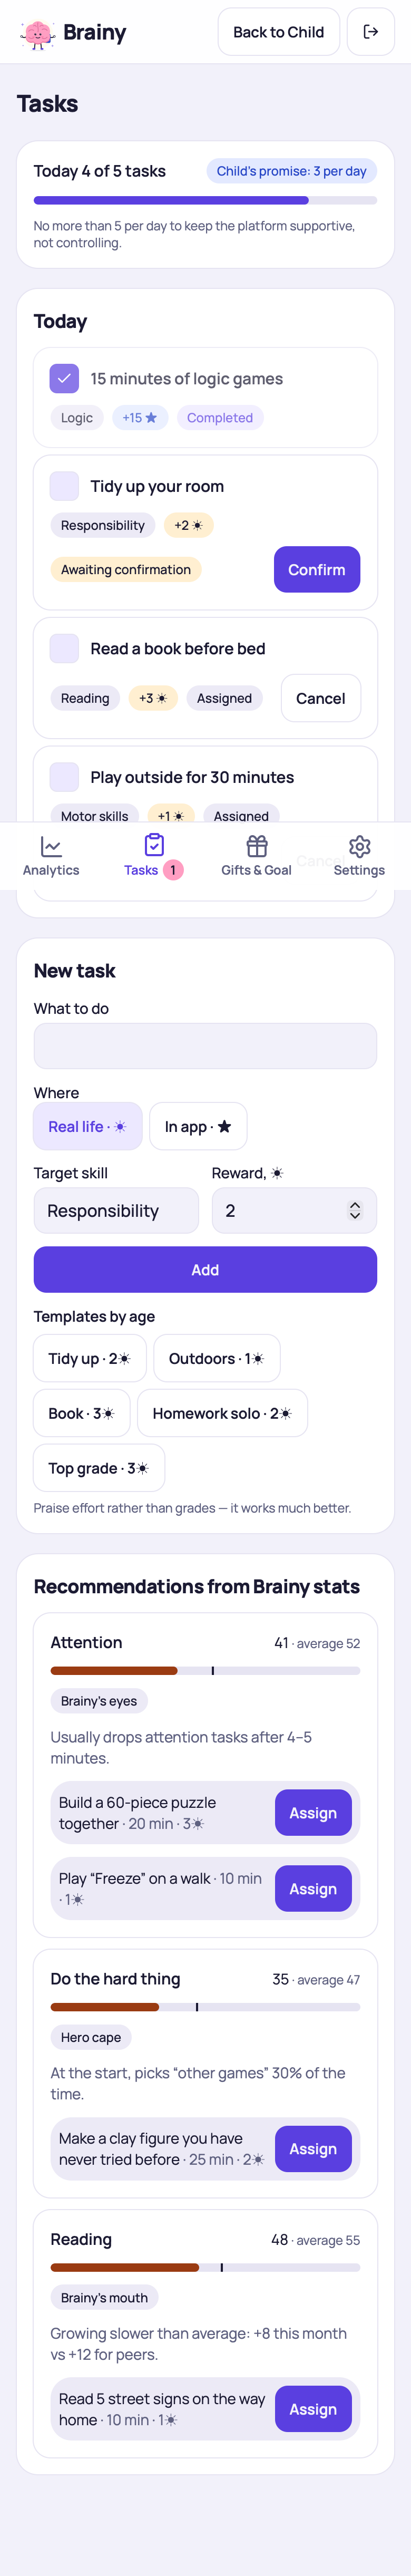 Brainy
Back to Child
Tasks
Today 4 of 5 tasks
Child's promise: 3 per day
No more than 5 per day to keep the platform supportive,
not controlling.
Today
15 minutes of logic games
Logic
+15 ★
Completed
Tidy up your room
Responsibility
+2 ☀
Awaiting confirmation
Confirm
Read a book before bed
Reading
+3 ☀
Assigned
Cancel
Play outside for 30 minutes
Motor skills
+1 ☀
Assigned
Cancel
Analytics
Tasks 1
Gifts & Goal
Settings
New task
What to do
Where
Real life · ☀
In app · ★
Target skill
Reward, ☀
Responsibility
2
Add
Templates by age
Tidy up · 2☀
Outdoors · 1☀
Book · 3☀
Homework solo · 2☀
Top grade · 3☀
Praise effort rather than grades — it works much better.
Recommendations from Brainy stats
Attention
41 · average 52
Brainy's eyes
Usually drops attention tasks after 4–5
minutes.
Build a 60-piece puzzle
together · 20 min · 3☀
Assign
Play “Freeze” on a walk · 10 min
· 1☀
Assign
Do the hard thing
35 · average 47
Hero cape
At the start, picks “other games” 30% of the
time.
Make a clay figure you have
never tried before · 25 min · 2☀
Assign
Reading
48 · average 55
Brainy's mouth
Growing slower than average: +8 this month
vs +12 for peers.
Read 5 street signs on the way
home · 10 min · 1☀
Assign